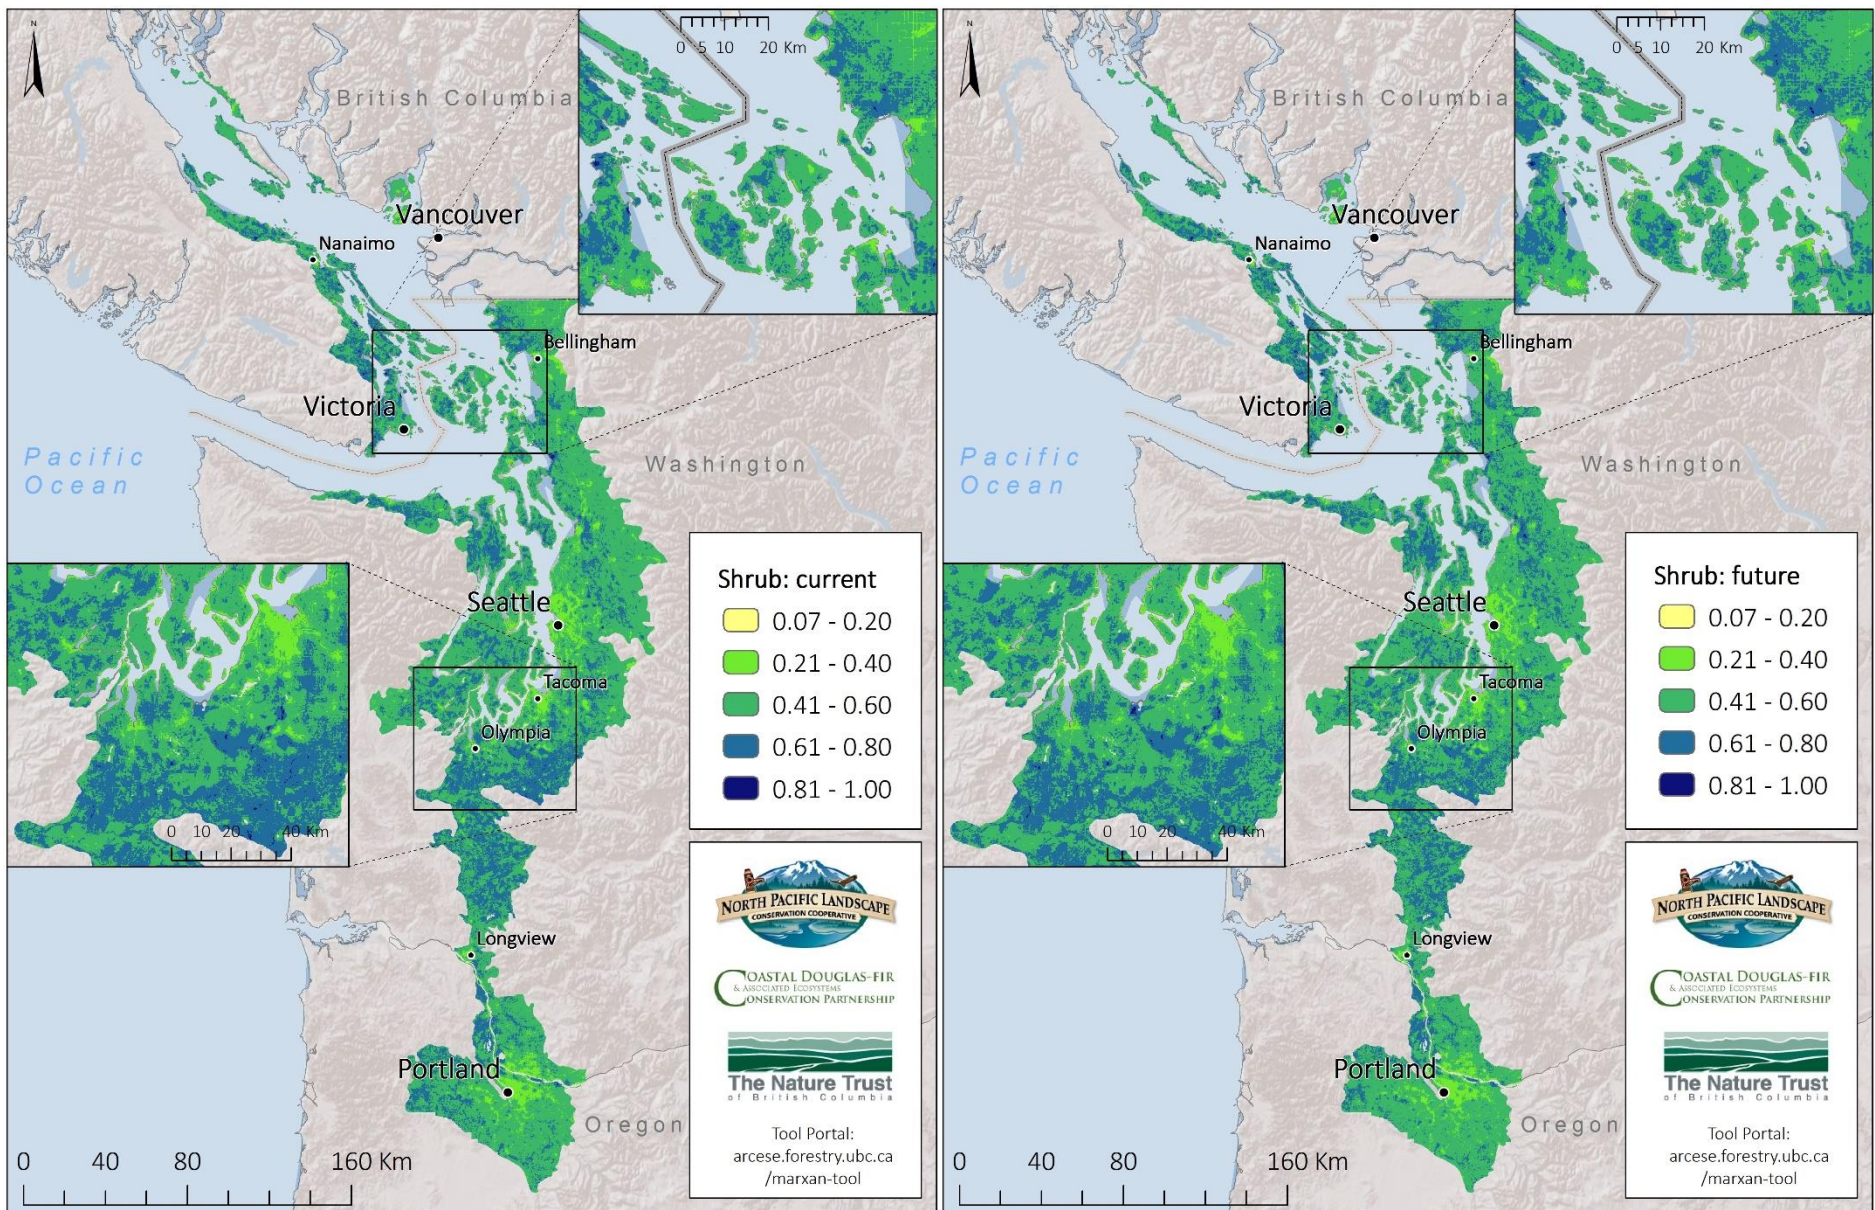 N
0 5 10 20 Km
British Columbia
Vancouver
Nanaimo
Bellingham
Victoria
Pacific
Ocean
Washington
Shrub: current
0.07 - 0.20
0.21 - 0.40
0.41 - 0.60
0.61 - 0.80
0.81 - 1.00
Seattle
Tacoma
Olympia
0 10 20 40 Km
NORTH PACIFIC LANDSCAPE
CONSERVATION COOPERATIVE
Longview
COASTAL DOUGLAS-FIR
& ASSOCIATED ECOSYSTEMS
CONSERVATION PARTNERSHIP
Portland
The Nature Trust
of British Columbia
Oregon
Tool Portal:
arcese.forestry.ubc.ca
/marxan-tool
0 40 80 160 Km
N
0 5 10 20 Km
British Columbia
Vancouver
Nanaimo
Bellingham
Victoria
Pacific
Ocean
Washington
Shrub: future
0.07 - 0.20
0.21 - 0.40
0.41 - 0.60
0.61 - 0.80
0.81 - 1.00
Seattle
Tacoma
Olympia
0 10 20 40 Km
NORTH PACIFIC LANDSCAPE
CONSERVATION COOPERATIVE
Longview
COASTAL DOUGLAS-FIR
& ASSOCIATED ECOSYSTEMS
CONSERVATION PARTNERSHIP
Portland
The Nature Trust
of British Columbia
Oregon
Tool Portal:
arcese.forestry.ubc.ca
/marxan-tool
0 40 80 160 Km